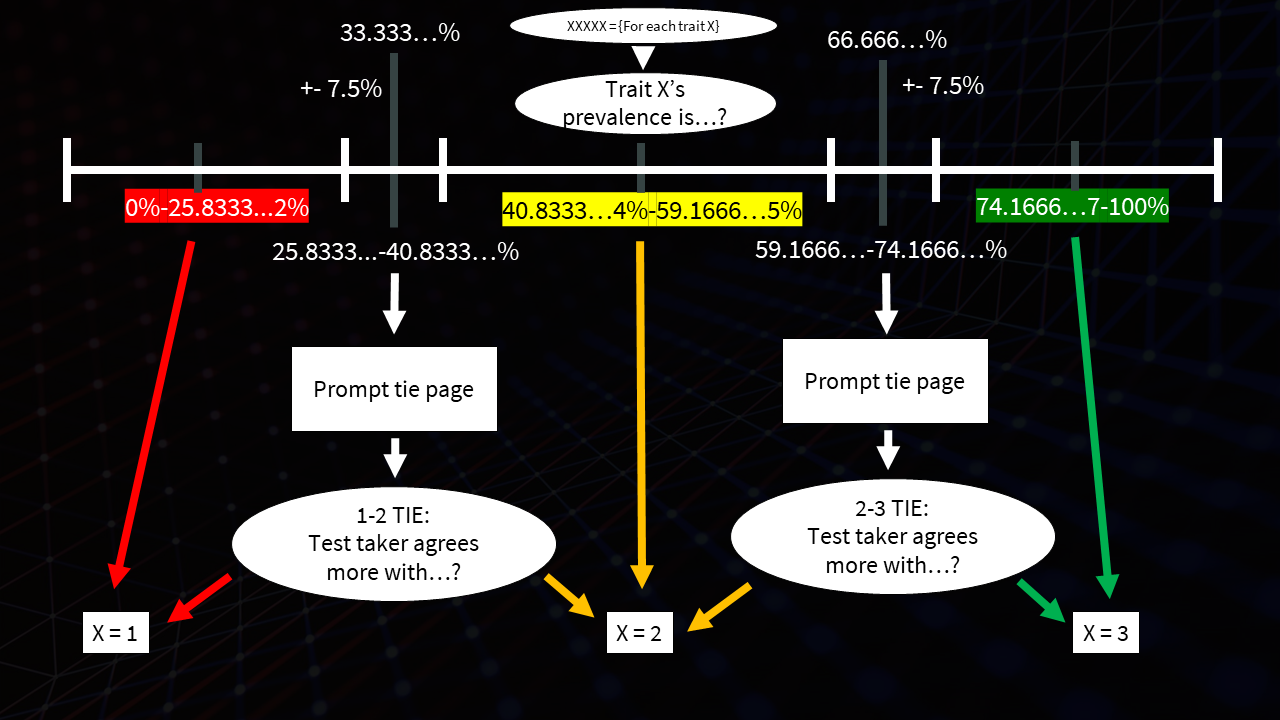 XXXXX = {For each trait X}
33.333…%
66.666…%
+- 7.5%
+- 7.5%
Trait X’s
prevalence is…?
0%-25.8333...2%
40.8333…4%-59.1666…5%
74.1666…7-100%
25.8333...-40.8333…%
59.1666…-74.1666…%
Prompt tie page
Prompt tie page
1-2 TIE:
Test taker agrees
more with…?
2-3 TIE:
Test taker agrees
more with…?
X = 1
X = 2
X = 3